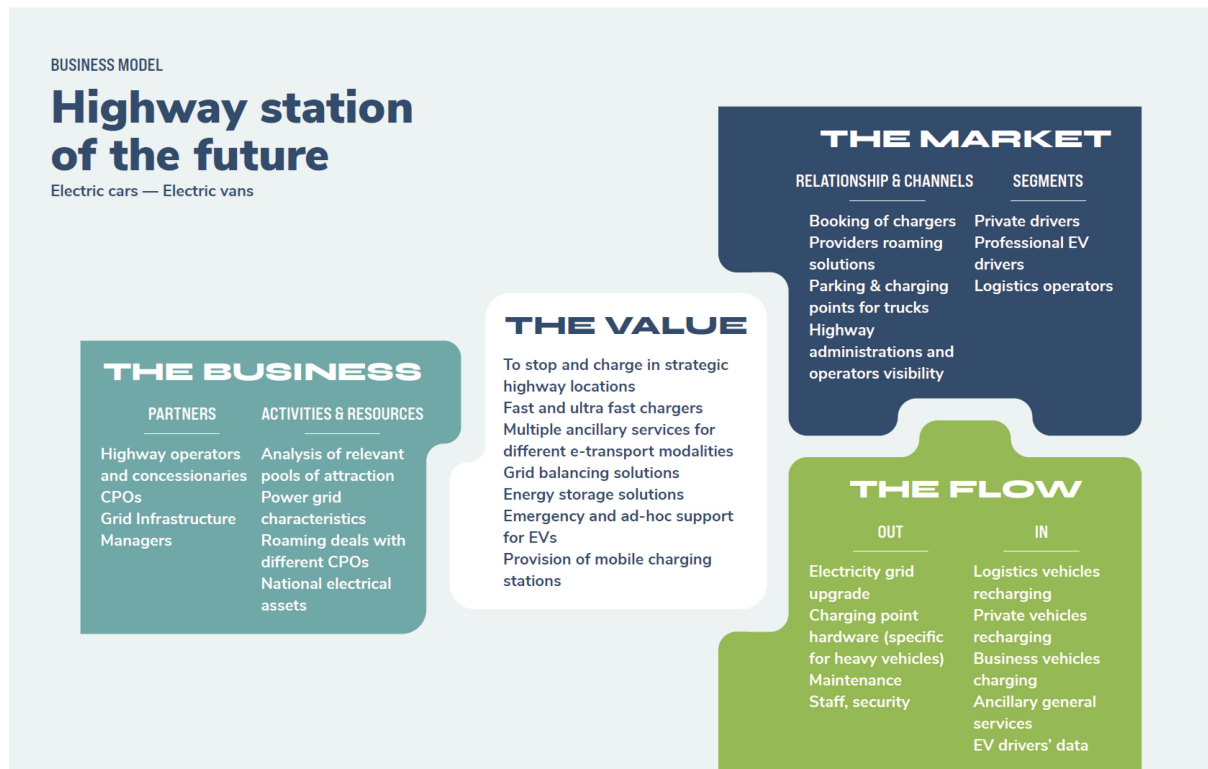 BUSINESS MODEL
Highway station
of the future
Electric cars — Electric vans
THE BUSINESS
PARTNERS
Highway operators
and concessionaries
CPOs
Grid Infrastructure
Managers
ACTIVITIES & RESOURCES
Analysis of relevant
pools of attraction
Power grid
characteristics
Roaming deals with
different CPOs
National electrical
assets
THE VALUE
To stop and charge in strategic
highway locations
Fast and ultra fast chargers
Multiple ancillary services for
different e-transport modalities
Grid balancing solutions
Energy storage solutions
Emergency and ad-hoc support
for EVs
Provision of mobile charging
stations
THE MARKET
RELATIONSHIP & CHANNELS
Booking of chargers
Providers roaming
solutions
Parking & charging
points for trucks
Highway
administrations and
operators visibility
SEGMENTS
Private drivers
Professional EV
drivers
Logistics operators
THE FLOW
OUT
Electricity grid
upgrade
Charging point
hardware (specific
for heavy vehicles)
Maintenance
Staff, security
IN
Logistics vehicles
recharging
Private vehicles
recharging
Business vehicles
charging
Ancillary general
services
EV drivers’ data